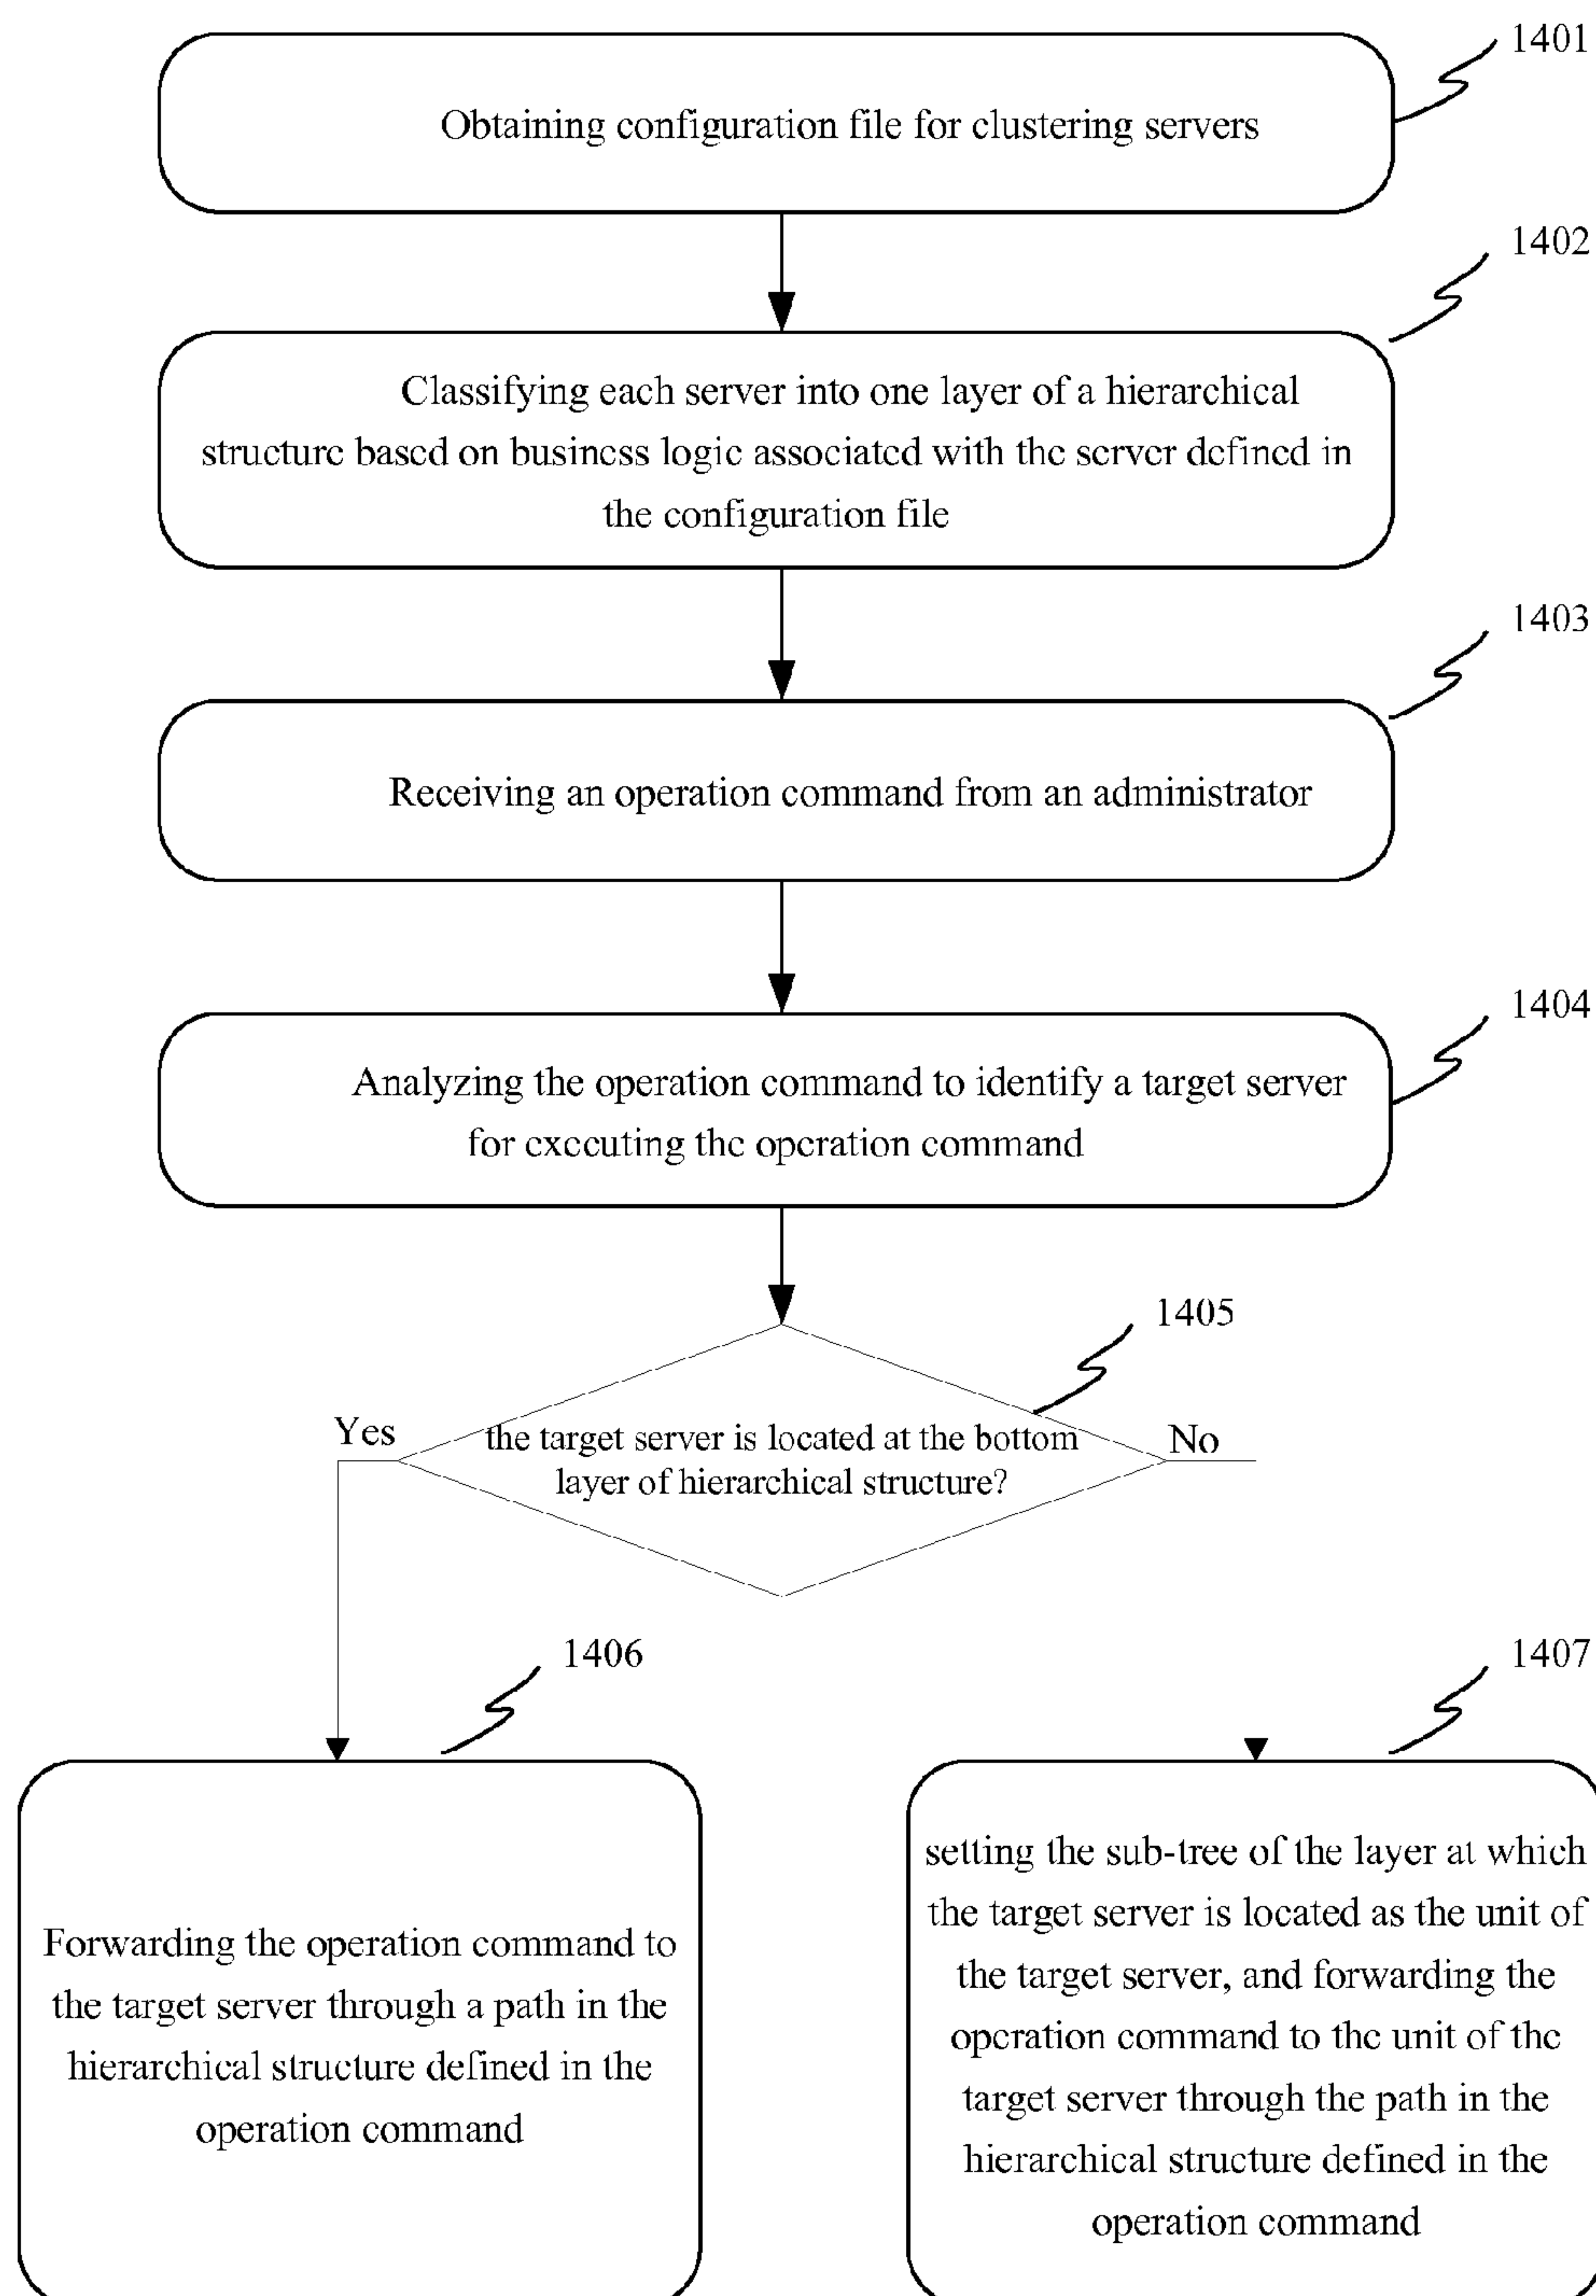 1401
Obtaining configuration file for clustering servers
1402
Classifying each server into one layer of a hierarchical
structure based on business logic associated with the server defined in
the configuration file
1403
Receiving an operation command from an administrator
1404
Analyzing the operation command to identify a target server
for executing the operation command
1405
Yes
the target server is located at the bottom
layer of hierarchical structure?
No
1406
Forwarding the operation command to
the target server through a path in the
hierarchical structure defined in the
operation command
1407
setting the sub-tree of the layer at which
the target server is located as the unit of
the target server, and forwarding the
operation command to the unit of the
target server through the path in the
hierarchical structure defined in the
operation command